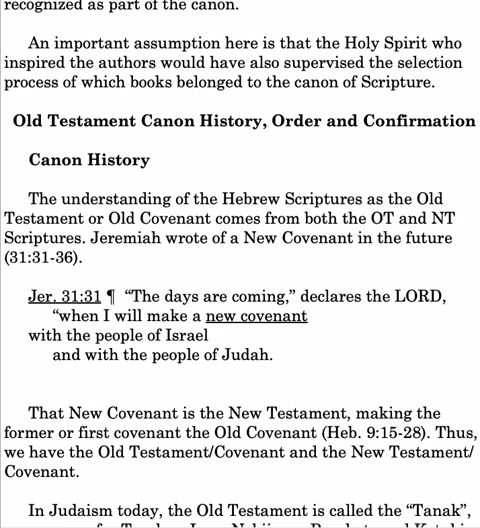 recognized as part of the canon.
An important assumption here is that the Holy Spirit who
inspired the authors would have also supervised the selection
process of which books belonged to the canon of Scripture.
Old Testament Canon History, Order and Confirmation
Canon History
The understanding of the Hebrew Scriptures as the Old
Testament or Old Covenant comes from both the OT and NT
Scriptures. Jeremiah wrote of a New Covenant in the future
(31:31-36).
Jer. 31:31 ¶ “The days are coming,” declares the LORD,
“when I will make a new covenant
with the people of Israel
and with the people of Judah.
That New Covenant is the New Testament, making the
former or first covenant the Old Covenant (Heb. 9:15-28). Thus,
we have the Old Testament/Covenant and the New Testament/
Covenant.
In Judaism today, the Old Testament is called the “Tanak”,